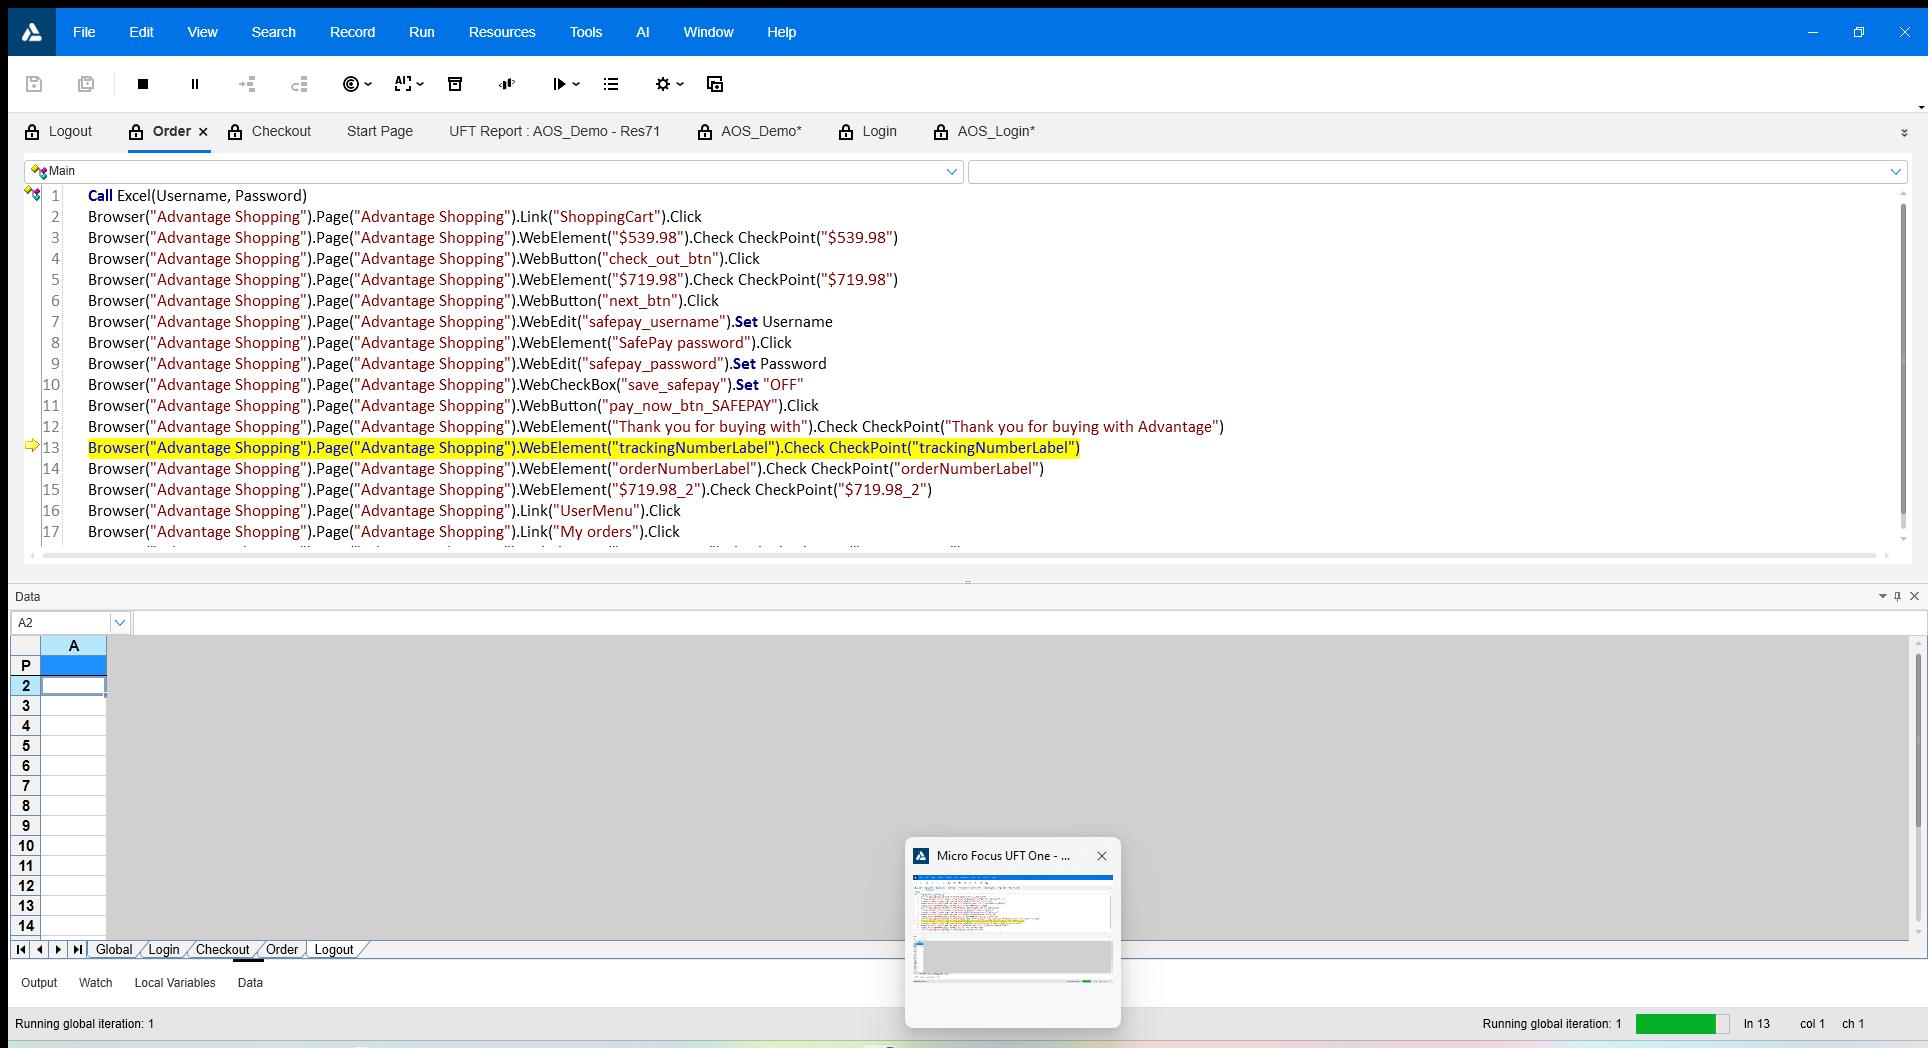 File Edit View Search Record Run Resources Tools AI Window Help
Logout Order Checkout Start Page UFT Report : AOS_Demo - Res71 AOS_Demo* Login AOS_Login*
Main
1 Call Excel(Username, Password)
2 Browser("Advantage Shopping").Page("Advantage Shopping").Link("ShoppingCart").Click
3 Browser("Advantage Shopping").Page("Advantage Shopping").WebElement("$539.98").Check CheckPoint("$539.98")
4 Browser("Advantage Shopping").Page("Advantage Shopping").WebButton("check_out_btn").Click
5 Browser("Advantage Shopping").Page("Advantage Shopping").WebElement("$719.98").Check CheckPoint("$719.98")
6 Browser("Advantage Shopping").Page("Advantage Shopping").WebButton("next_btn").Click
7 Browser("Advantage Shopping").Page("Advantage Shopping").WebEdit("safepay_username").Set Username
8 Browser("Advantage Shopping").Page("Advantage Shopping").WebElement("SafePay password").Click
9 Browser("Advantage Shopping").Page("Advantage Shopping").WebEdit("safepay_password").Set Password
10 Browser("Advantage Shopping").Page("Advantage Shopping").WebCheckBox("save_safepay").Set "OFF"
11 Browser("Advantage Shopping").Page("Advantage Shopping").WebButton("pay_now_btn_SAFEPAY").Click
12 Browser("Advantage Shopping").Page("Advantage Shopping").WebElement("Thank you for buying with").Check CheckPoint("Thank you for buying with Advantage")
13 Browser("Advantage Shopping").Page("Advantage Shopping").WebElement("trackingNumberLabel").Check CheckPoint("trackingNumberLabel")
14 Browser("Advantage Shopping").Page("Advantage Shopping").WebElement("orderNumberLabel").Check CheckPoint("orderNumberLabel")
15 Browser("Advantage Shopping").Page("Advantage Shopping").WebElement("$719.98_2").Check CheckPoint("$719.98_2")
16 Browser("Advantage Shopping").Page("Advantage Shopping").Link("UserMenu").Click
17 Browser("Advantage Shopping").Page("Advantage Shopping").Link("My orders").Click
Data
A2
A
P
2
3
4
5
6
7
8
9
10
11
12
13
14
Micro Focus UFT One - ...
Global Login Checkout Order Logout
Output Watch Local Variables Data
Running global iteration: 1 Running global iteration: 1 ln 13 col 1 ch 1